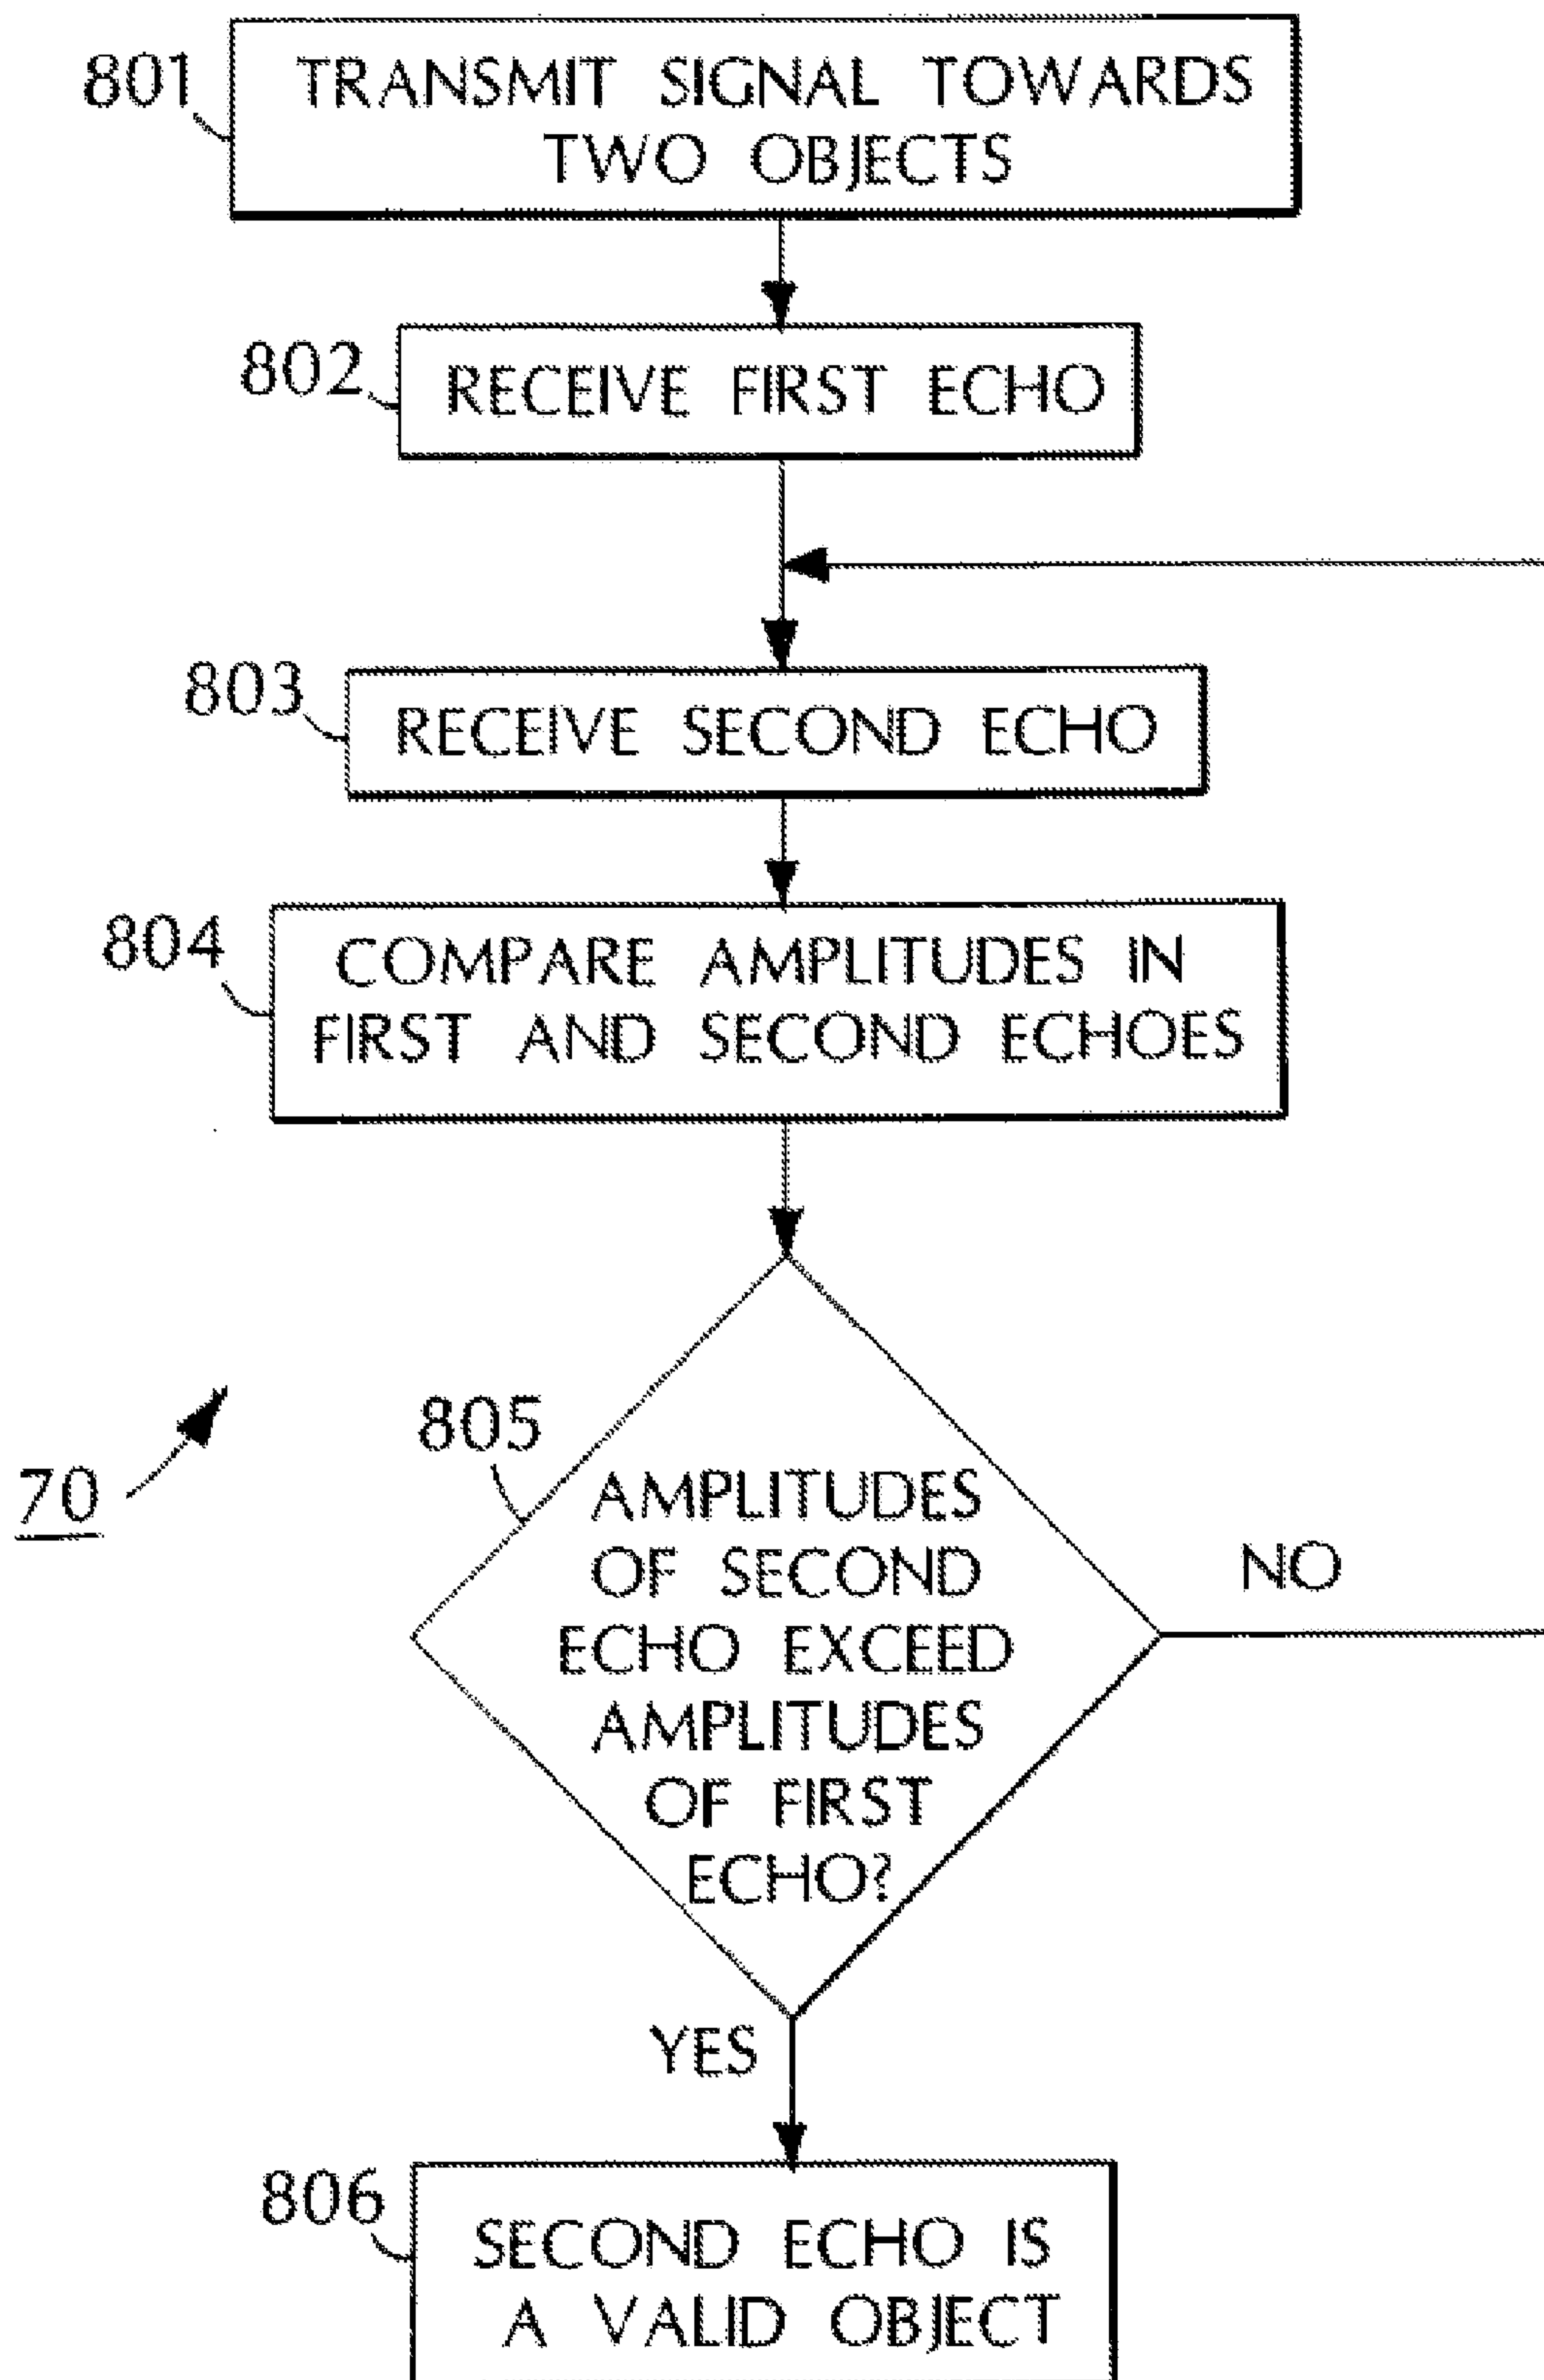 801
TRANSMIT SIGNAL TOWARDS
TWO OBJECTS
802
RECEIVE FIRST ECHO
803
RECEIVE SECOND ECHO
804
COMPARE AMPLITUDES IN
FIRST AND SECOND ECHOES
70
805
AMPLITUDES
OF SECOND
ECHO EXCEED
AMPLITUDES
OF FIRST
ECHO?
NO
YES
806
SECOND ECHO IS
A VALID OBJECT